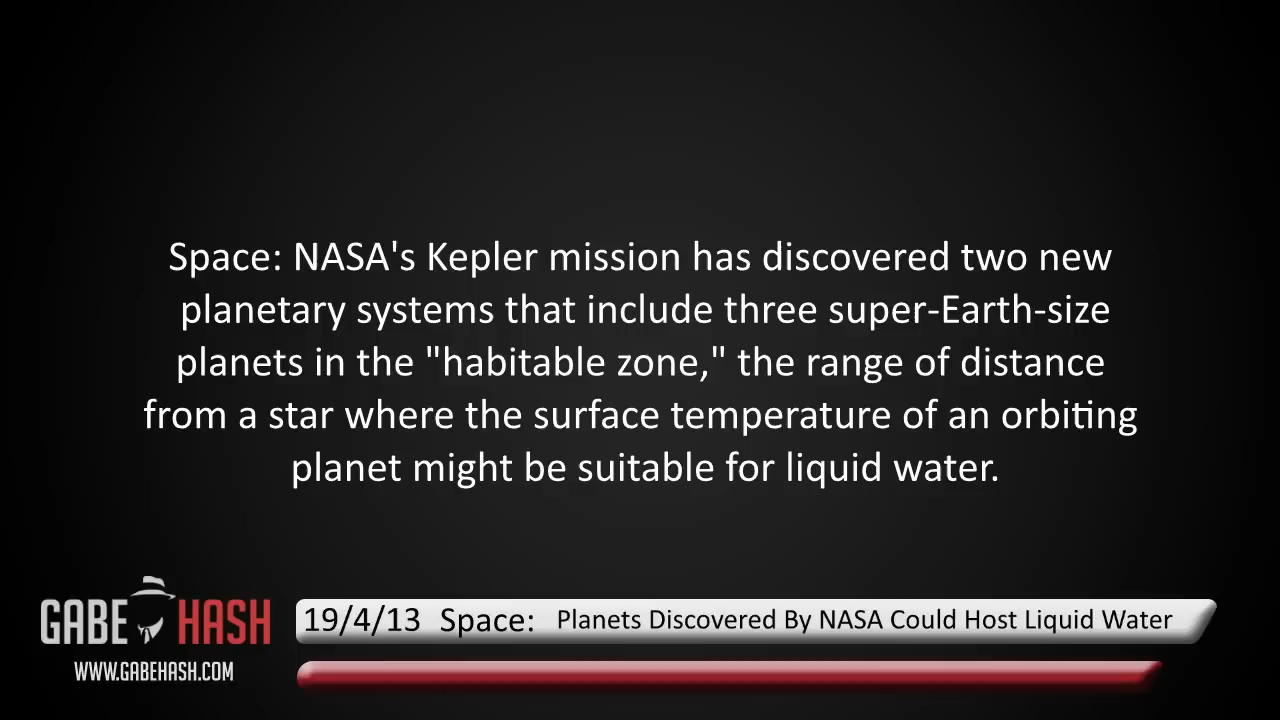 Space: NASA's Kepler mission has discovered two new
planetary systems that include three super-Earth-size
planets in the "habitable zone," the range of distance
from a star where the surface temperature of an orbiting
planet might be suitable for liquid water.
GABE HASH
WWW.GABEHASH.COM
19/4/13 Space: Planets Discovered By NASA Could Host Liquid Water